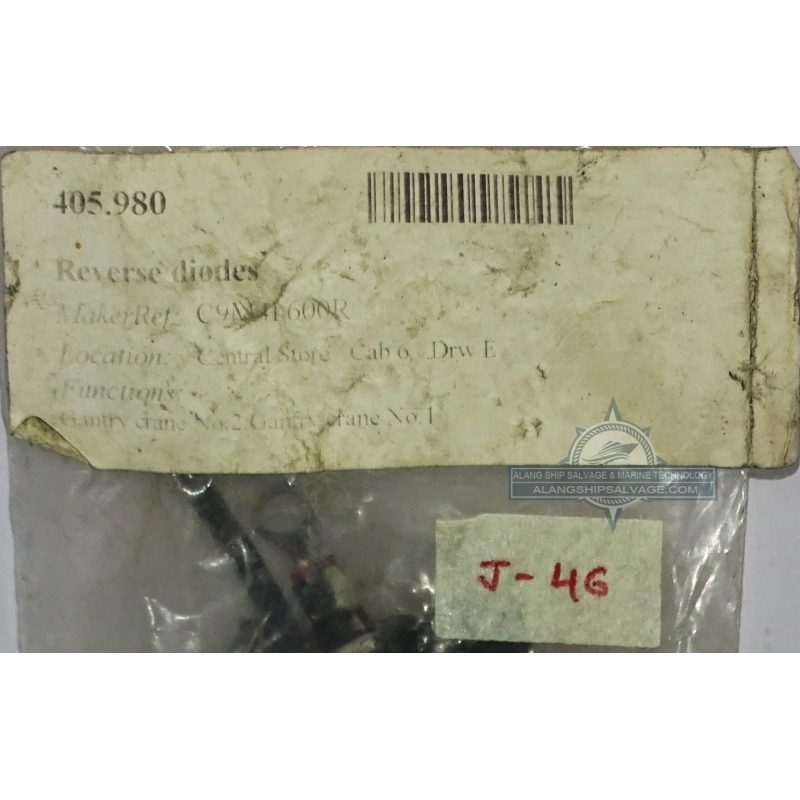 405.980
Reverse diodes
MakerRef.
Location: Central Store Cab 6, Drw E
Functions:
Gantry crane No.2,Gantry crane No.1
ALANG SHIP SALVAGE & MARINE TECHNOLOGY
ALANGSHIPSALVAGE.COM
J-46